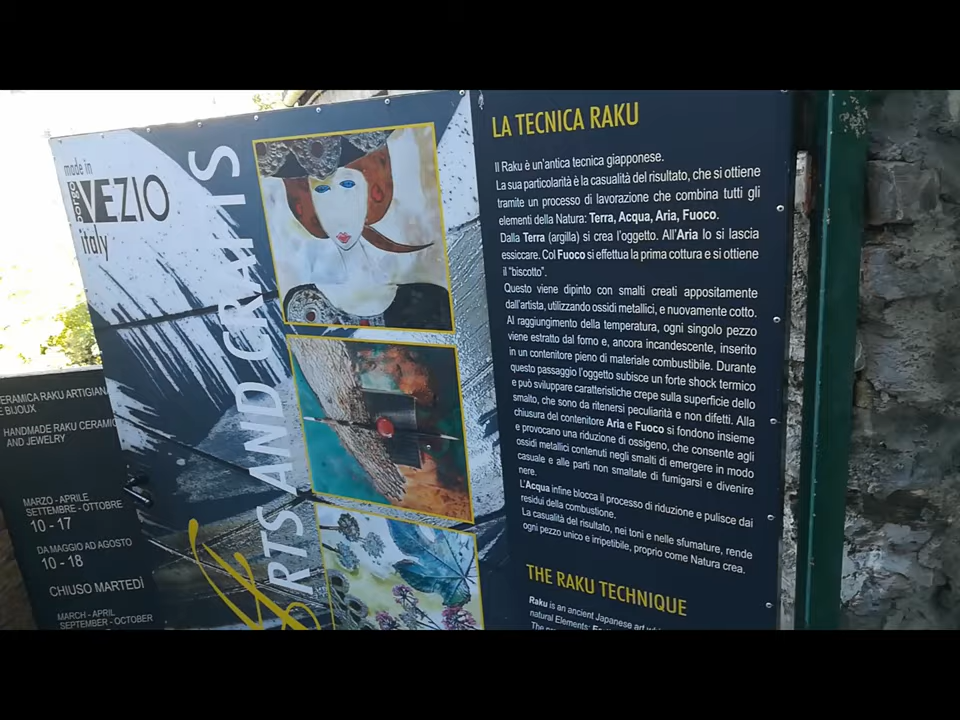 made in
borgo
VEZIO
italy
ARTS AND CRAFTS
CERAMICA RAKU ARTIGIAN
E BIJOUX
HANDMADE RAKU CERAMIC
AND JEWELRY
MARZO - APRILE
SETTEMBRE - OTTOBRE
10 - 17
DA MAGGIO AD AGOSTO
10 - 18
CHIUSO MARTEDÌ
MARCH - APRIL
SEPTEMBER - OCTOBER
LA TECNICA RAKU
Il Raku è un'antica tecnica giapponese.
La sua particolarità è la casualità del risultato, che si ottiene
tramite un processo di lavorazione che combina tutti gli
elementi della Natura: Terra, Acqua, Aria, Fuoco.
Dalla Terra (argilla) si crea l'oggetto. All'Aria lo si lascia
essiccare. Col Fuoco si effettua la prima cottura e si ottiene
il "biscotto".
Questo viene dipinto con smalti creati appositamente
dall'artista, utilizzando ossidi metallici, e nuovamente cotto.
Al raggiungimento della temperatura, ogni singolo pezzo
viene estratto dal forno e, ancora incandescente, inserito
in un contenitore pieno di materiale combustibile. Durante
questo passaggio l'oggetto subisce un forte shock termico
e può sviluppare caratteristiche crepe sulla superficie dello
smalto, che sono da ritenersi peculiarità e non difetti. Alla
chiusura del contenitore Aria e Fuoco si fondono insieme
e provocano una riduzione di ossigeno, che consente agli
ossidi metallici contenuti negli smalti di emergere in modo
casuale e alle parti non smaltate di fumigarsi e divenire
nere.
L'Acqua infine blocca il processo di riduzione e pulisce dai
residui della combustione.
La casualità del risultato, nei toni e nelle sfumature, rende
ogni pezzo unico e irripetibile, proprio come Natura crea.
THE RAKU TECHNIQUE
Raku is an ancient Japanese art
natural Elements: